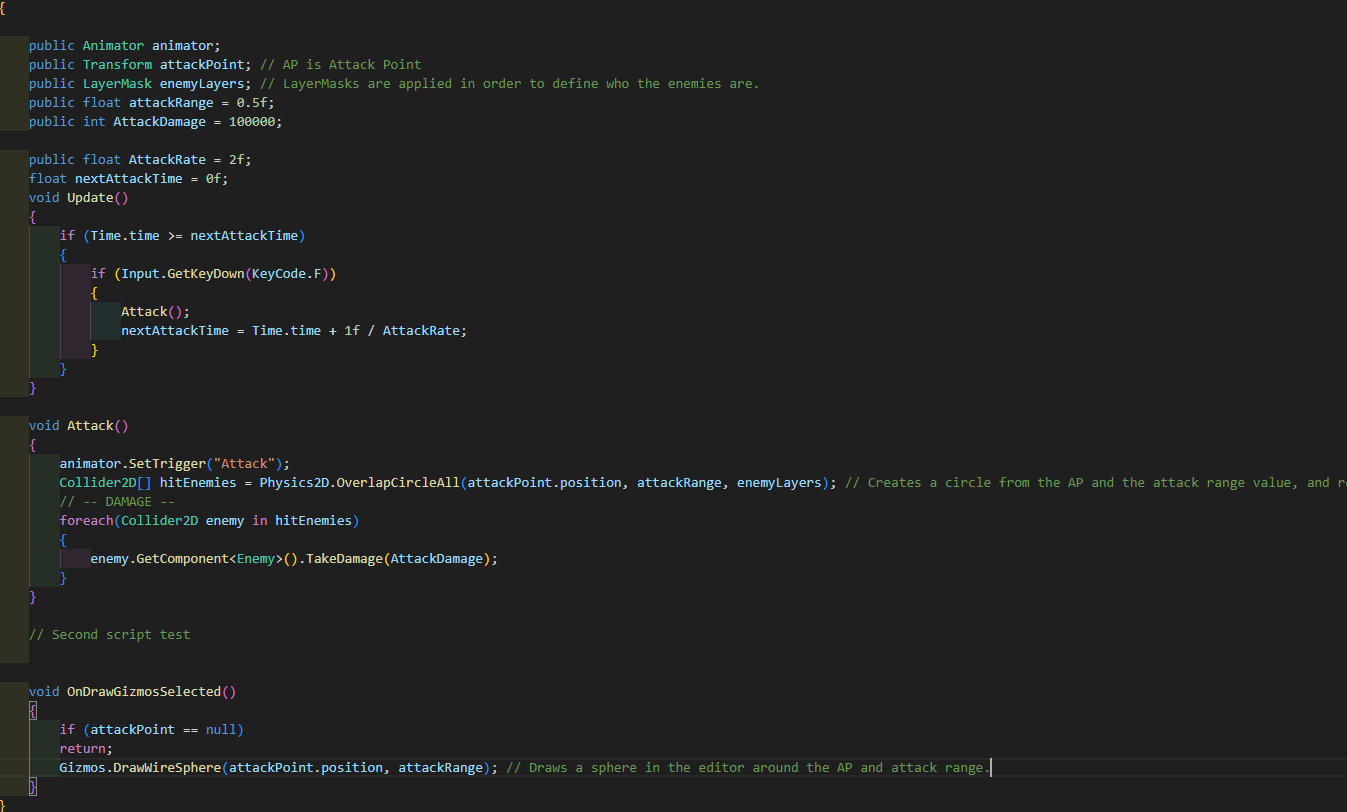 {
public Animator animator;
public Transform attackPoint; // AP is Attack Point
public LayerMask enemyLayers; // LayerMasks are applied in order to define who the enemies are.
public float attackRange = 0.5f;
public int AttackDamage = 100000;
public float AttackRate = 2f;
float nextAttackTime = 0f;
void Update()
{
if (Time.time >= nextAttackTime)
{
if (Input.GetKeyDown(KeyCode.F))
{
Attack();
nextAttackTime = Time.time + 1f / AttackRate;
}
}
}
void Attack()
{
animator.SetTrigger("Attack");
Collider2D[] hitEnemies = Physics2D.OverlapCircleAll(attackPoint.position, attackRange, enemyLayers); // Creates a circle from the AP and the attack range value, and
// -- DAMAGE --
foreach(Collider2D enemy in hitEnemies)
{
enemy.GetComponent<Enemy>().TakeDamage(AttackDamage);
}
}
// Second script test
void OnDrawGizmosSelected()
{
if (attackPoint == null)
return;
Gizmos.DrawWireSphere(attackPoint.position, attackRange); // Draws a sphere in the editor around the AP and attack range.
}
}